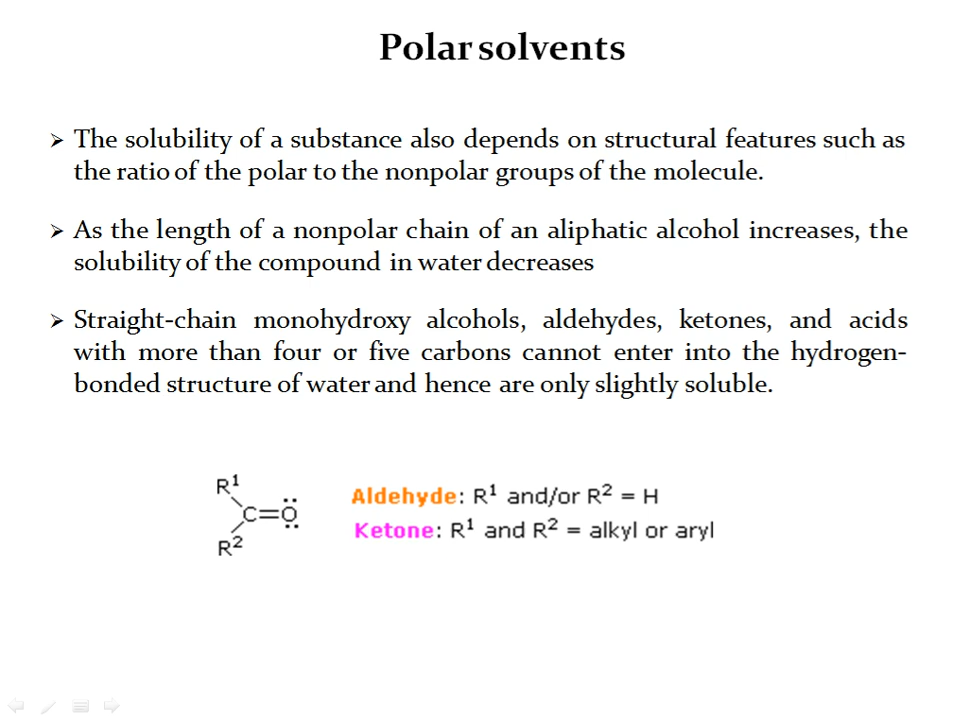 Polar solvents
➢ The solubility of a substance also depends on structural features such as
the ratio of the polar to the nonpolar groups of the molecule.
➢ As the length of a nonpolar chain of an aliphatic alcohol increases, the
solubility of the compound in water decreases
➢ Straight-chain monohydroxy alcohols, aldehydes, ketones, and acids
with more than four or five carbons cannot enter into the hydrogen-
bonded structure of water and hence are only slightly soluble.
R¹
C=O
R²
Aldehyde: R¹ and/or R² = H
Ketone: R¹ and R² = alkyl or aryl